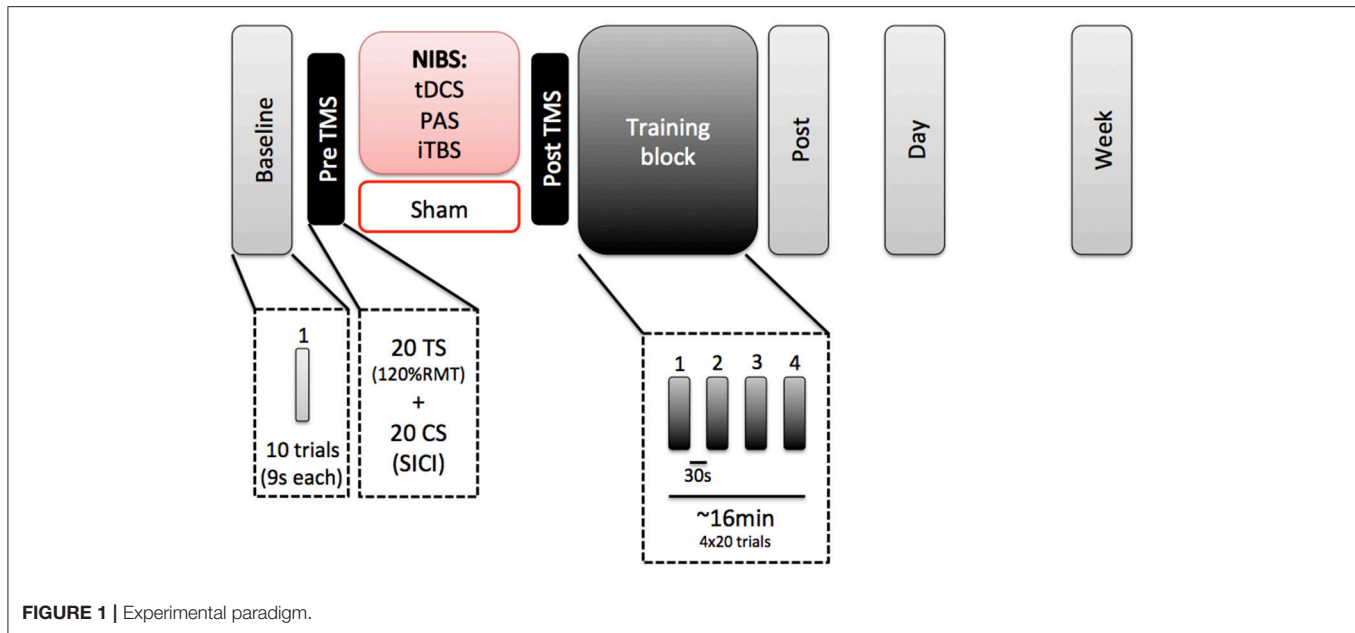 Baseline
Pre TMS
NIBS:
tDCS
PAS
iTBS
Sham
Post TMS
Training
block
Post
Day
Week
1
10 trials
(9s each)
20 TS
(120%RMT)
+
20 CS
(SICI)
1 2 3 4
30s
~16min
4x20 trials
FIGURE 1 | Experimental paradigm.